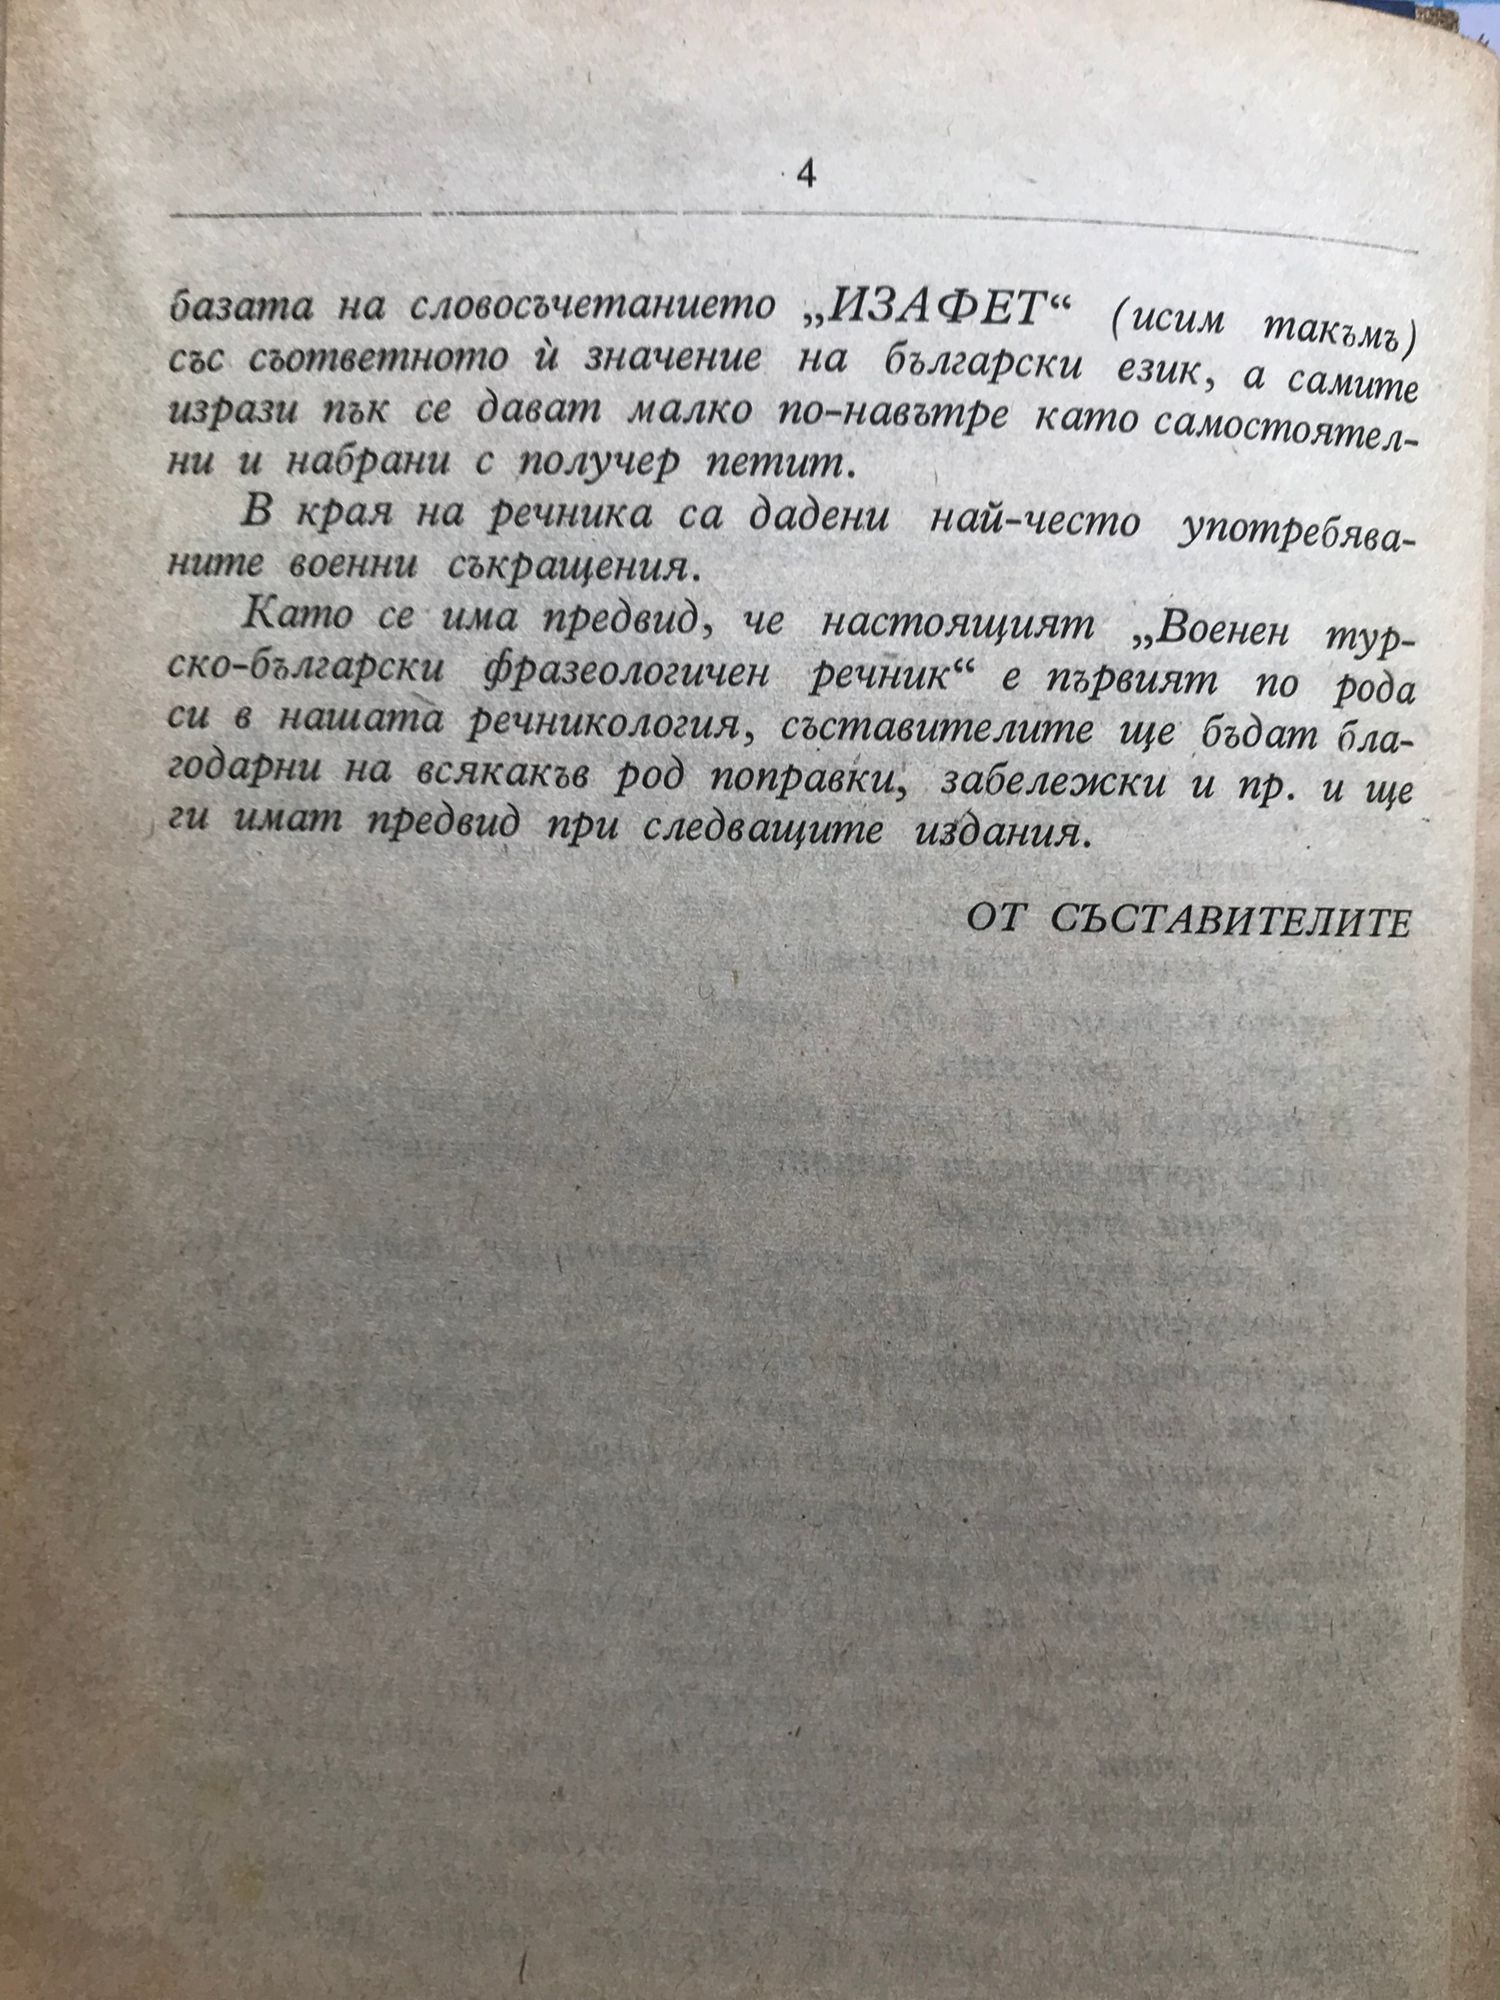 4
базата на словосъчетанието „ИЗАФЕТ“ (исим такъмъ)
със съответното ѝ значение на български език, а самите
изрази пък се дават малко по-навътре като самостоятел-
ни и набрани с получер петит.
В края на речника са дадени най-често употребява-
ните военни съкращения.
Като се има предвид, че настоящият „Военен тур-
ско-български фразеологичен речник“ е първият по рода
си в нашата речникология, съставителите ще бъдат бла-
годарни на всякакъв род поправки, забележски и пр. и ще
ги имат предвид при следващите издания.
ОТ СЪСТАВИТЕЛИТЕ